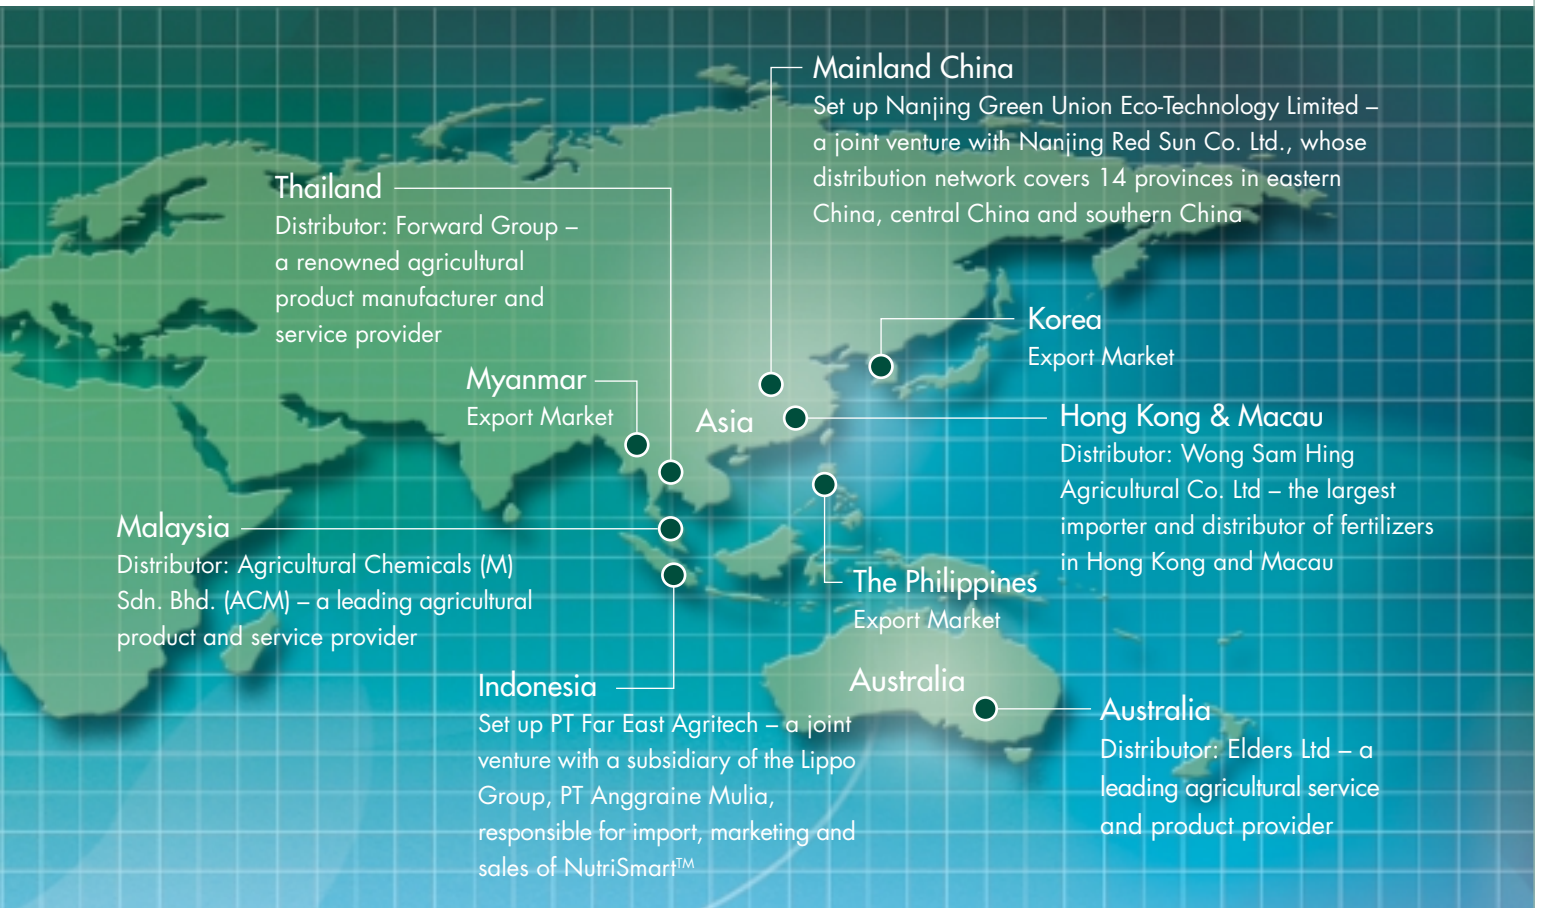 Mainland China
Set up Nanjing Green Union Eco-Technology Limited –
a joint venture with Nanjing Red Sun Co. Ltd., whose
distribution network covers 14 provinces in eastern
China, central China and southern China
Thailand
Distributor: Forward Group –
a renowned agricultural
product manufacturer and
service provider
Korea
Export Market
Myanmar
Export Market
Asia
Hong Kong & Macau
Distributor: Wong Sam Hing
Agricultural Co. Ltd – the largest
importer and distributor of fertilizers
in Hong Kong and Macau
Malaysia
Distributor: Agricultural Chemicals (M)
Sdn. Bhd. (ACM) – a leading agricultural
product and service provider
The Philippines
Export Market
Indonesia
Set up PT Far East Agritech – a joint
venture with a subsidiary of the Lippo
Group, PT Anggraine Mulia,
responsible for import, marketing and
sales of NutriSmart™
Australia
Australia
Distributor: Elders Ltd – a
leading agricultural service
and product provider